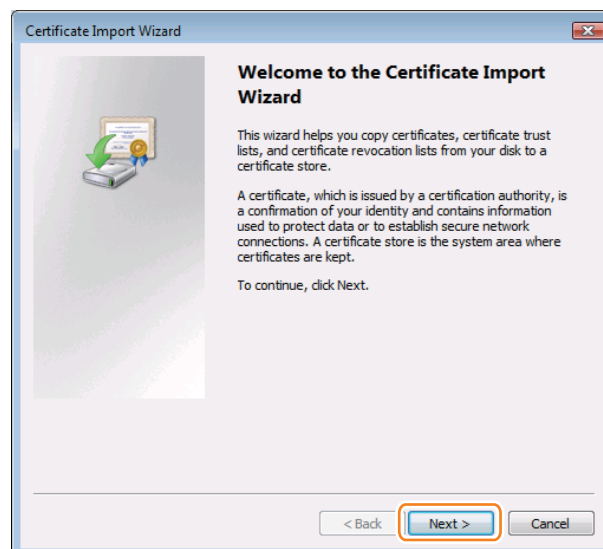 Certificate Import Wizard
Welcome to the Certificate Import
Wizard
This wizard helps you copy certificates, certificate trust
lists, and certificate revocation lists from your disk to a
certificate store.
A certificate, which is issued by a certification authority, is
a confirmation of your identity and contains information
used to protect data or to establish secure network
connections. A certificate store is the system area where
certificates are kept.
To continue, click Next.
< Back Next > Cancel